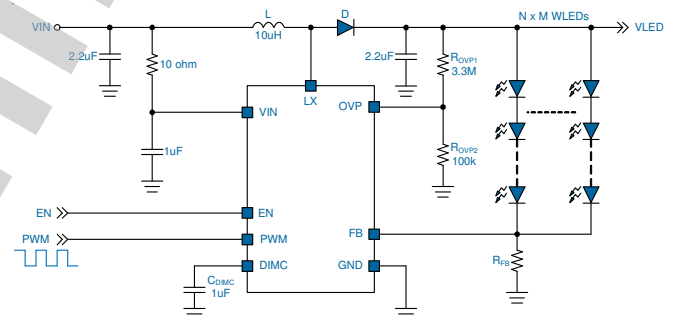 L
D
N x M WLEDs
VIN
VLED
10uH
2.2uF
10 ohm
2.2uF
ROVP1
3.3M
LX
OVP
VIN
1uF
ROVP2
100k
EN
EN
FB
PWM
PWM
DIMC
GND
RFB
CDIMC
1uF